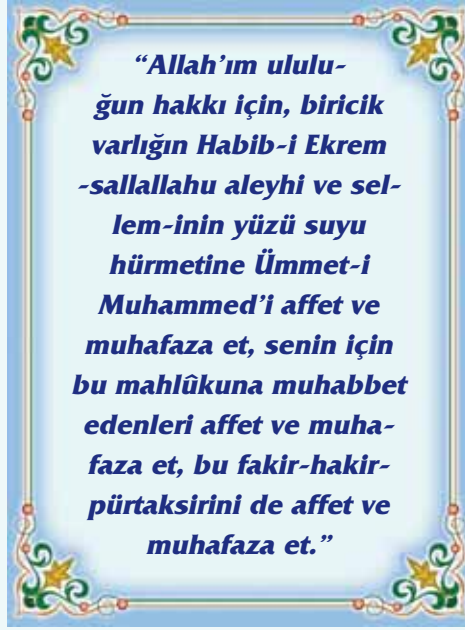 “Allah’ım ululu-
ğun hakkı için, biricik
varlığın Habib-i Ekrem
-sallallahu aleyhi ve sel-
lem-inin yüzü suyu
hürmetine Ümmet-i
Muhammed’i affet ve
muhafaza et, senin için
bu mahlûkuna muhabbet
edenleri affet ve muha-
faza et, bu fakir-hakir-
pürtaksirini de affet ve
muhafaza et.”